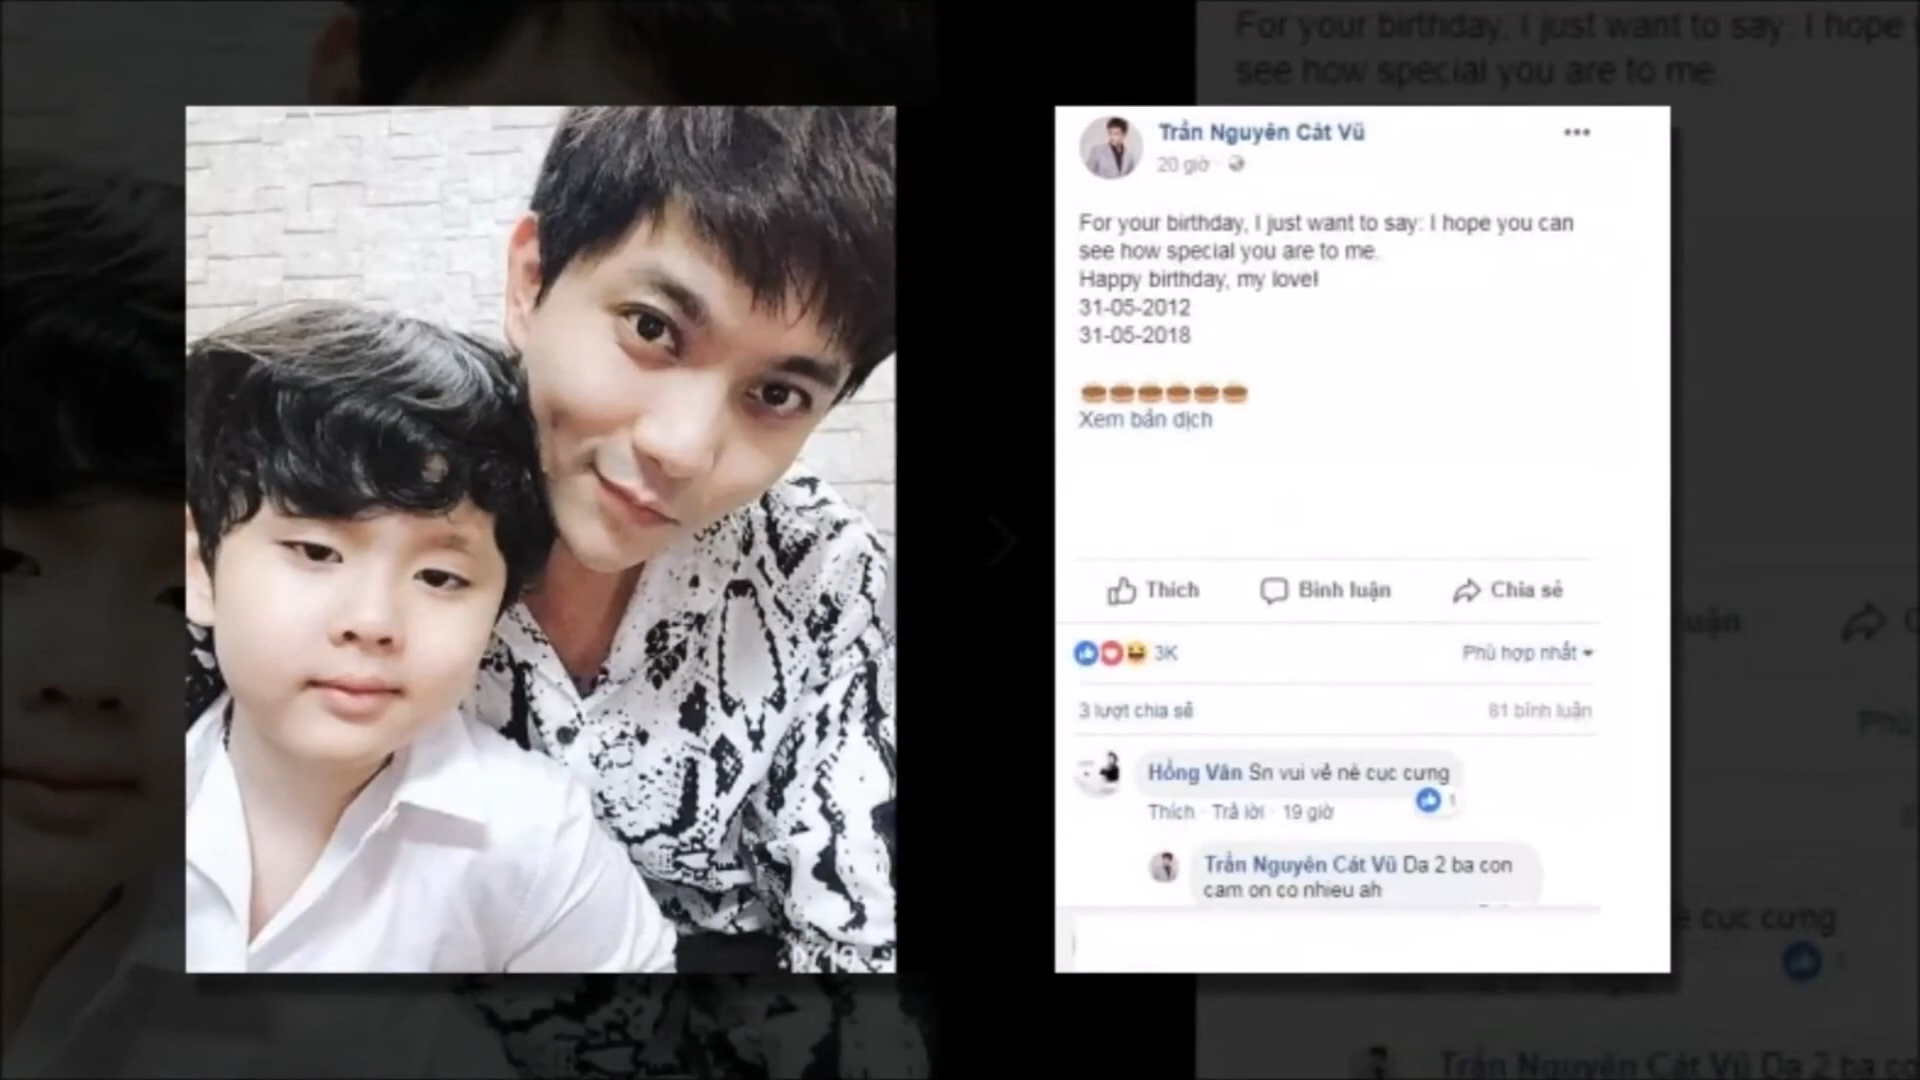 For your birthday, I just want to say: I hope
see how special you are to me
Trần Nguyên Cát Vũ
20 giờ
For your birthday, I just want to say: I hope you can
see how special you are to me.
Happy birthday, my love!
31-05-2012
31-05-2018
Xem bản dịch
Thích Bình luận Chia sẻ
3K Phù hợp nhất
3 lượt chia sẻ 81 bình luận
Hồng Vân Sn vui vẻ nè cục cưng
1
Thích · Trả lời · 19 giờ
Trần Nguyên Cát Vũ Da 2 ba con
cam on co nhieu ah
cục cưng
Trần Nguyên Cát Vũ Da 2 ba co